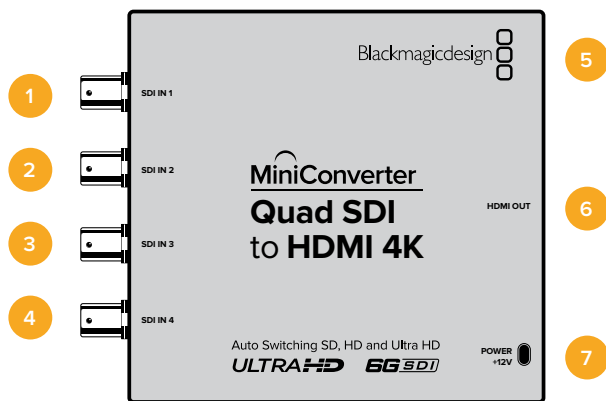 Blackmagicdesign
1
SDI IN 1
5
2
SDI IN 2
MiniConverter
Quad SDI
to HDMI 4K
HDMI OUT
6
3
SDI IN 3
4
SDI IN 4
Auto Switching SD, HD and Ultra HD
ULTRA HD 6G SDI
POWER
+12V
7